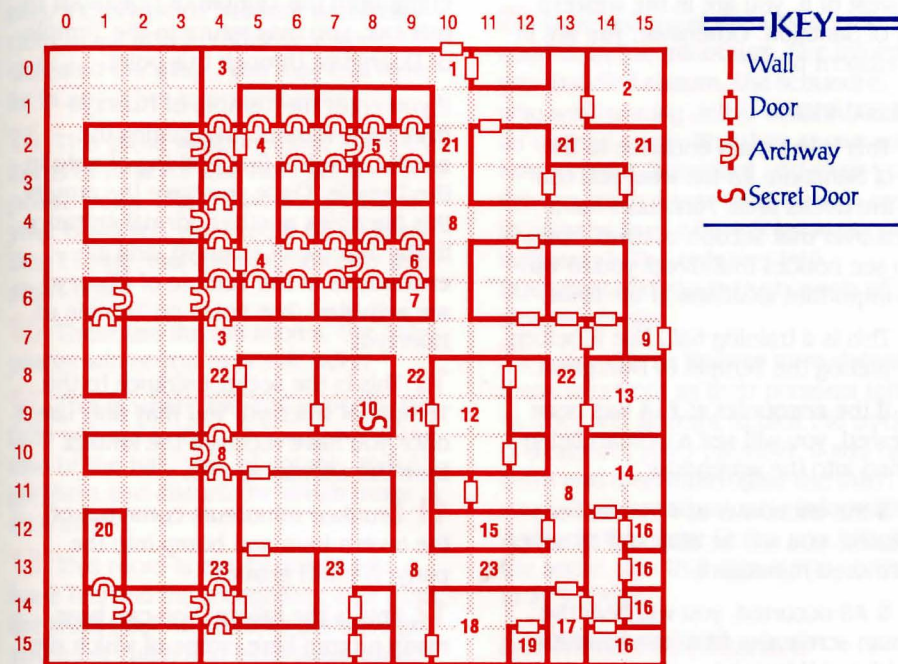 0 1 2 3 4 5 6 7 8 9 10 11 12 13 14 15
KEY
0 3 1
Wall
1 2
Door
2 4 5 10 21 21 21
Archway
3
Secret Door
4 8
5 4 6
6 7
7 3 9
8 22 9 22 22
9 10 11 12 13
10 8 14
11 8
12 20 15 16
13 23 23 8 23 16
14 18 17 16
15 19 16